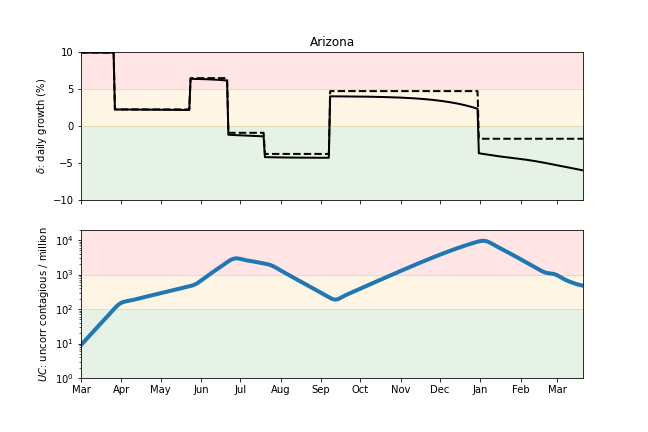 Arizona
δ: daily growth (%)
10
5
0
−5
−10
UC: uncorr contagious / million
10⁴
10³
10²
10¹
10⁰
Mar Apr May Jun Jul Aug Sep Oct Nov Dec Jan Feb Mar